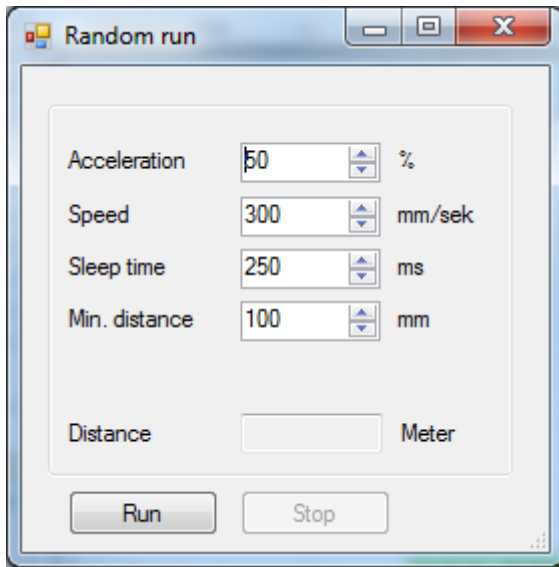 Random run
Acceleration 50 %
Speed 300 mm/sek
Sleep time 250 ms
Min. distance 100 mm
Distance Meter
Run Stop